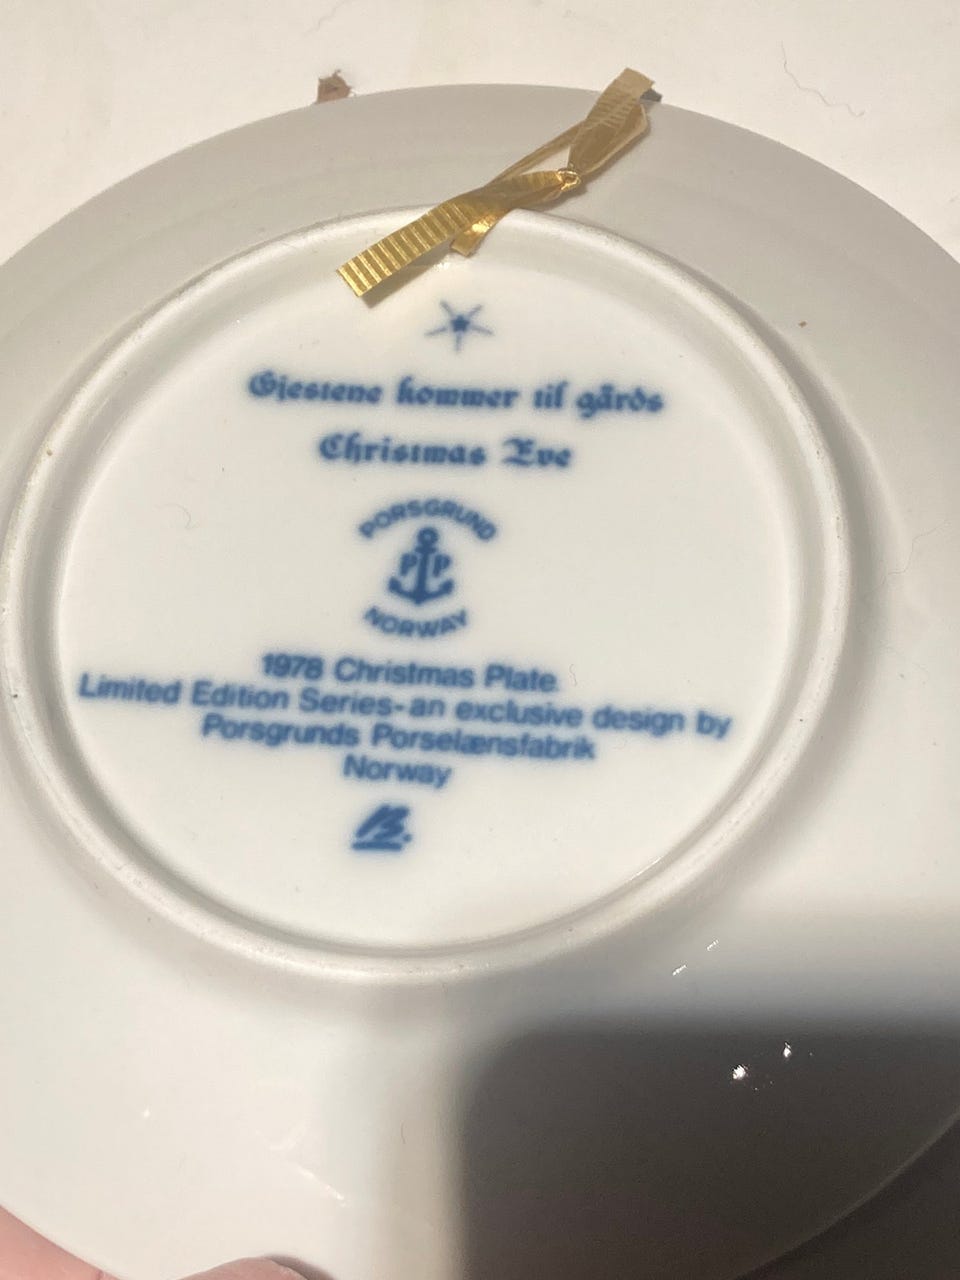 Gjestene kommer til gårds
Christmas Eve
PORSGRUND
PP
NORWAY
1978 Christmas Plate
Limited Edition Series-an exclusive design by
Porsgrunds Porselænsfabrik
Norway